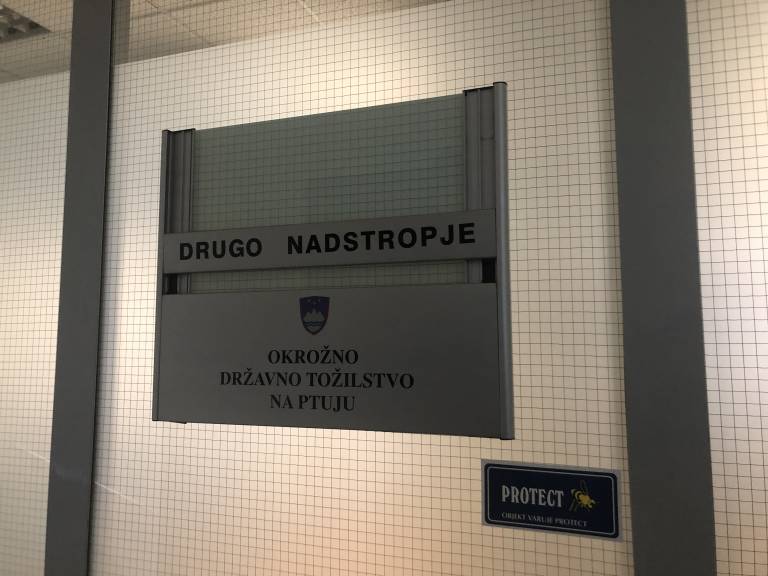 DRUGO NADSTROPJE
OKROŽNO
DRŽAVNO TOŽILSTVO
NA PTUJU
PROTECT
OBJEKT VARUJE PROTECT